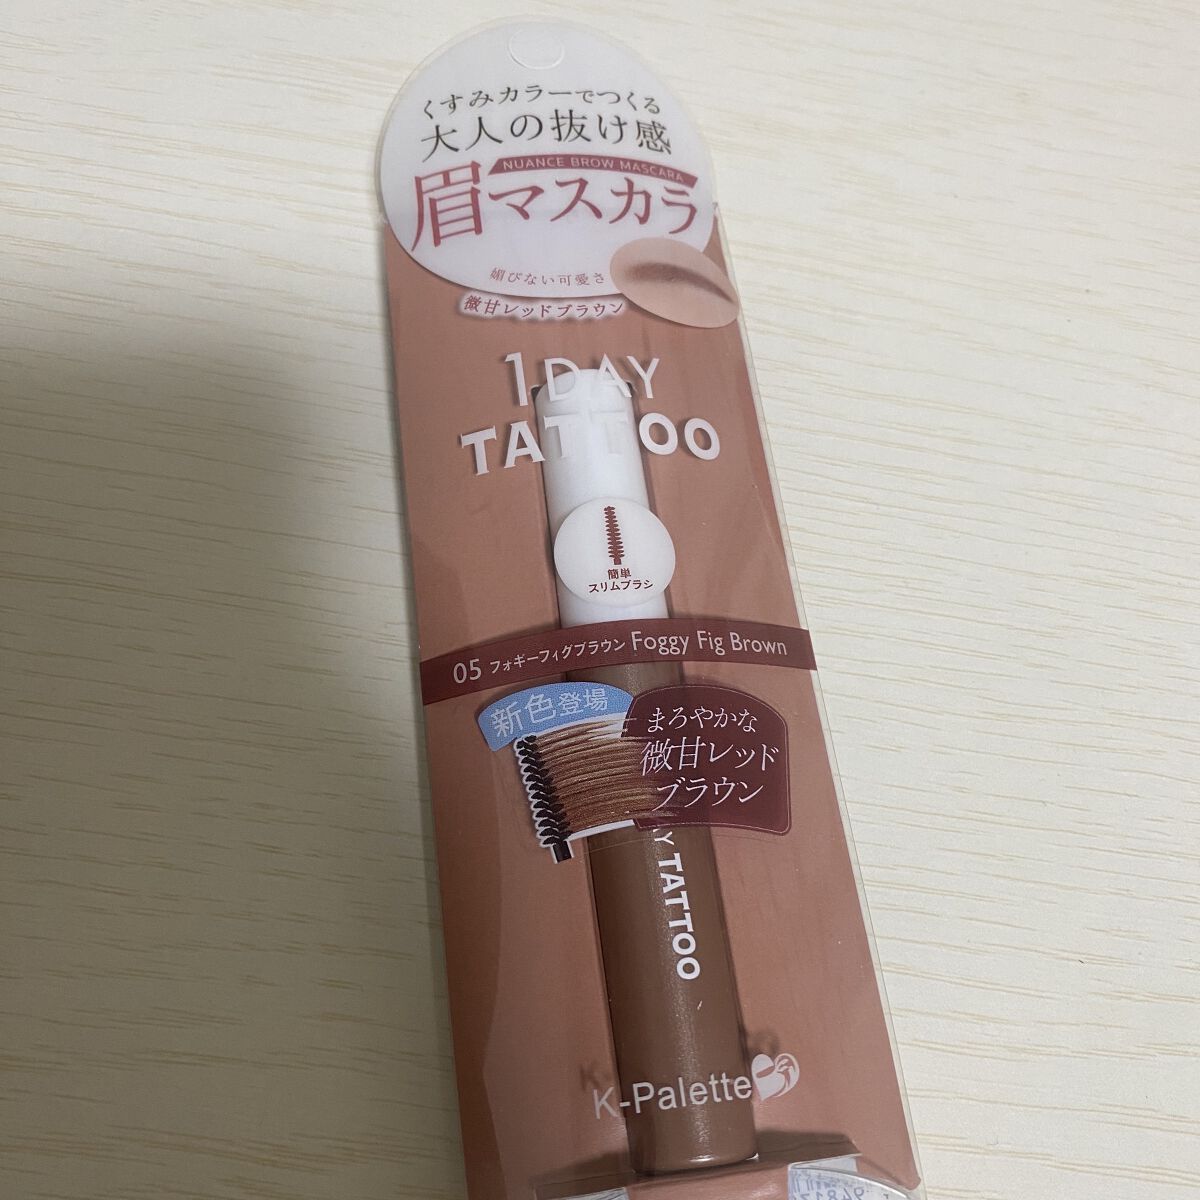 くすみカラーでつくる
大人の抜け感
NUANCE BROW MASCARA
眉マスカラ
媚びない可愛さ
微甘レッドブラウン
1DAY
TATTOO
簡単
スリムブラシ
05 フォギーフィグブラウン Foggy Fig Brown
新色登場
まろやかな
微甘レッド
ブラウン
Y TATTOO
K-Palette